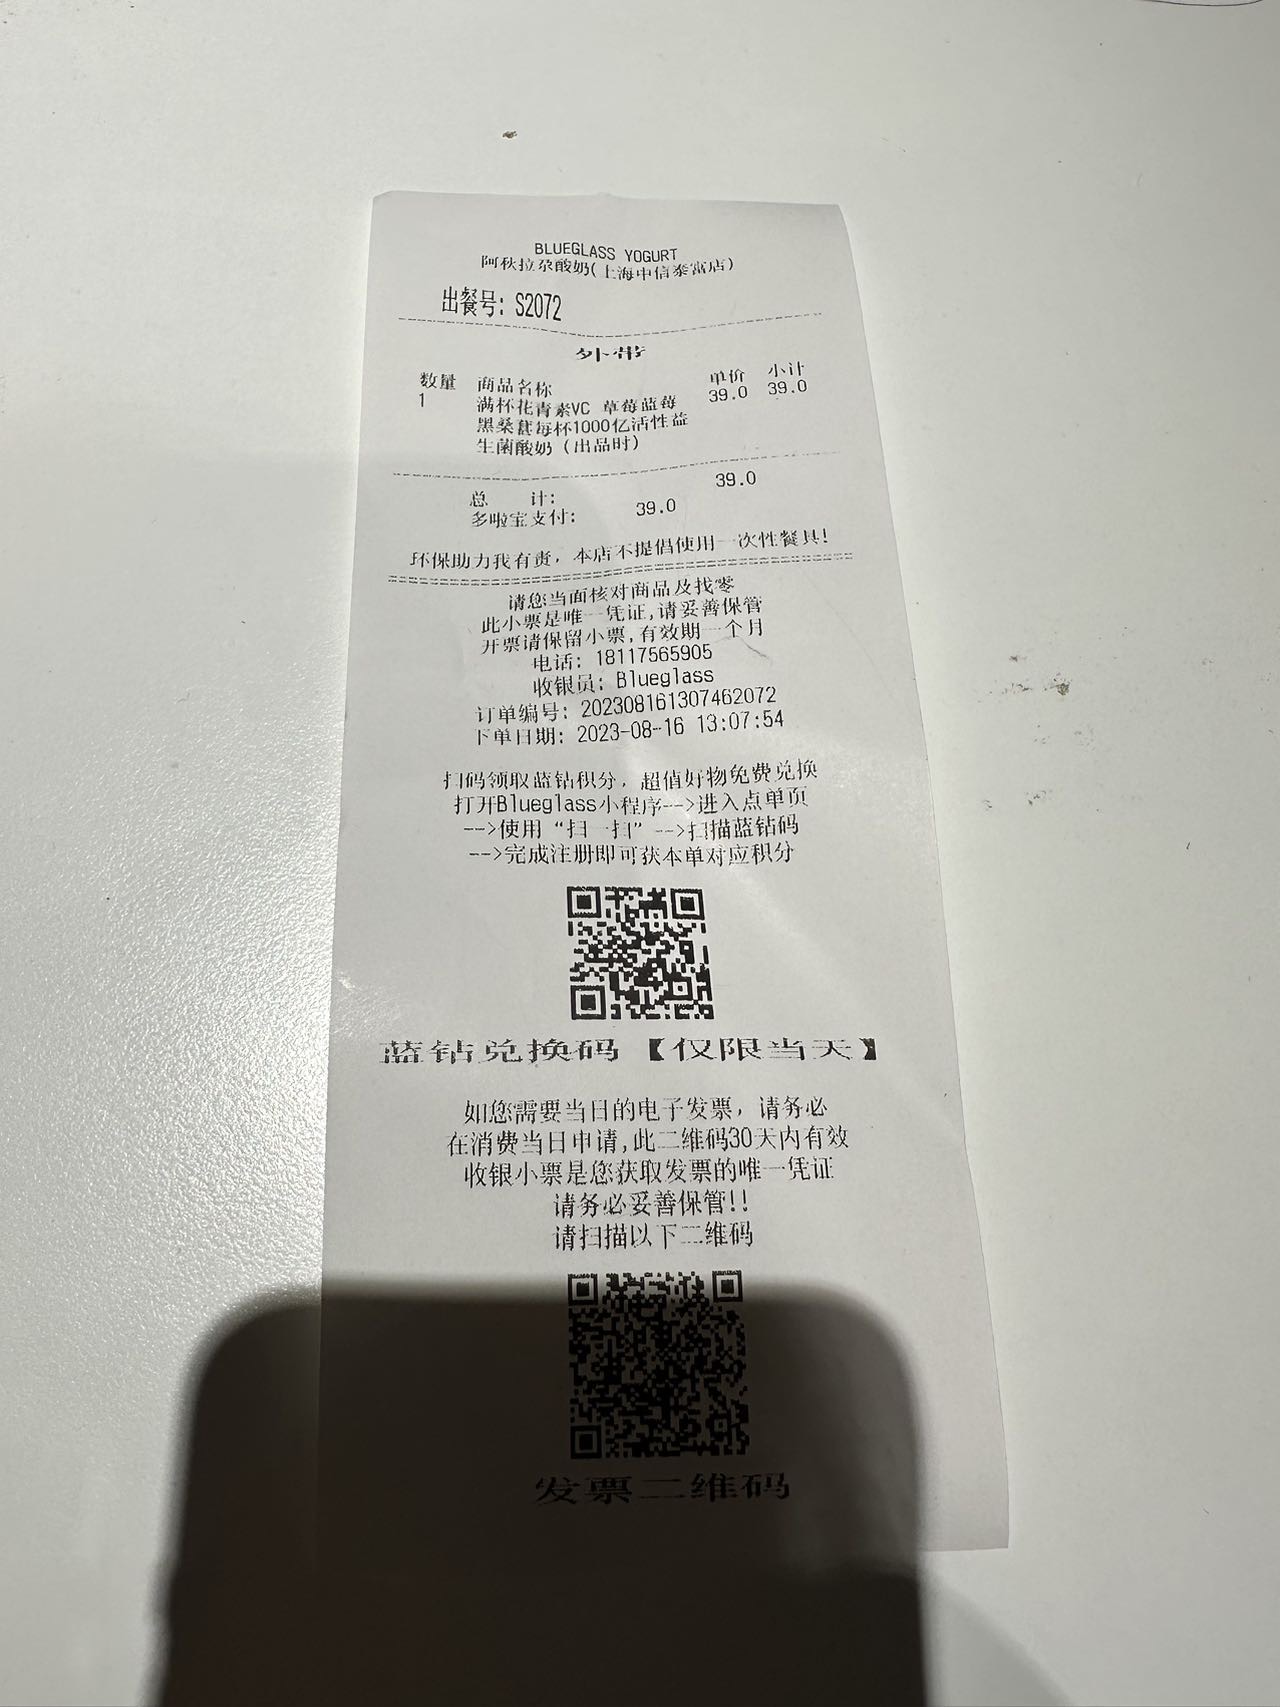 BLUEGLASS YOGURT
阿秋拉尕酸奶(上海中信泰富店)
出餐号: S2072
外带
数量 商品名称 单价 小计
1 满杯花青素VC 草莓蓝莓 39.0 39.0
黑桑葚每杯1000亿活性益
生菌酸奶（出品时)
总 计: 39.0
多啦宝支付: 39.0
环保助力我有责，本店不提倡使用一次性餐具!
请您当面核对商品及找零
此小票是唯一凭证,请妥善保管
开票请保留小票,有效期一个月
电话: 18117565905
收银员: Blueglass
订单编号: 202308161307462072
下单日期: 2023-08-16 13:07:54
扫码领取蓝钻积分，超值好物免费兑换
打开Blueglass小程序-->进入点单页
-->使用“扫一扫”-->扫描蓝钻码
-->完成注册即可获本单对应积分
蓝钻兑换码【仅限当天】
如您需要当日的电子发票，请务必
在消费当日申请,此二维码30天内有效
收银小票是您获取发票的唯一凭证
请务必妥善保管!!
请扫描以下二维码
发票二维码